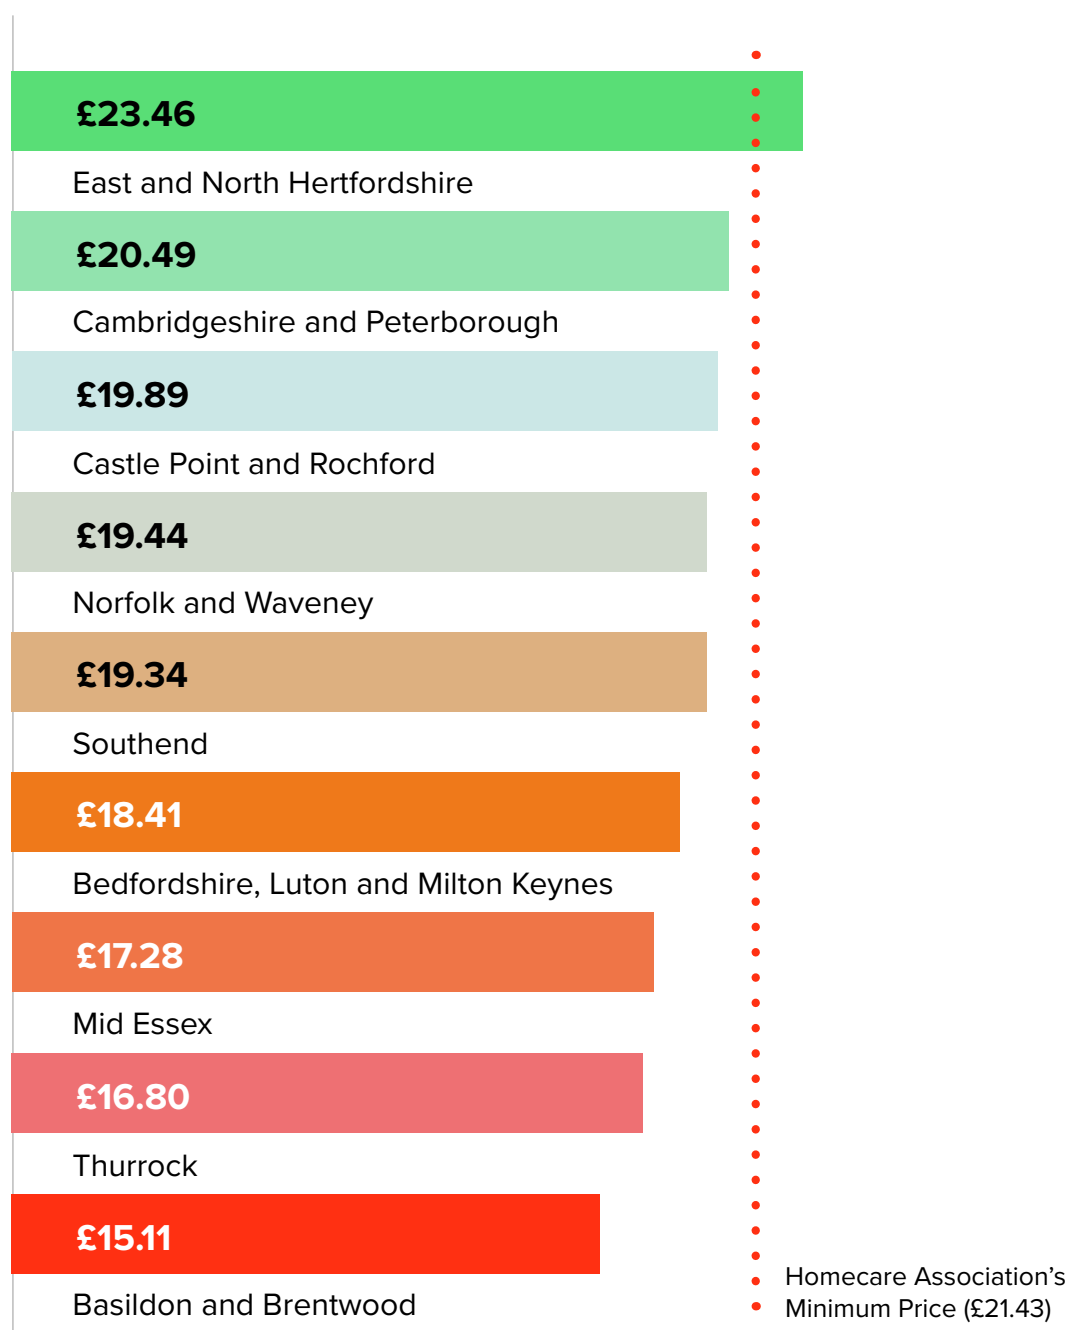 £23.46
East and North Hertfordshire
£20.49
Cambridgeshire and Peterborough
£19.89
Castle Point and Rochford
£19.44
Norfolk and Waveney
£19.34
Southend
£18.41
Bedfordshire, Luton and Milton Keynes
£17.28
Mid Essex
£16.80
Thurrock
£15.11
Basildon and Brentwood
Homecare Association’s
Minimum Price (£21.43)